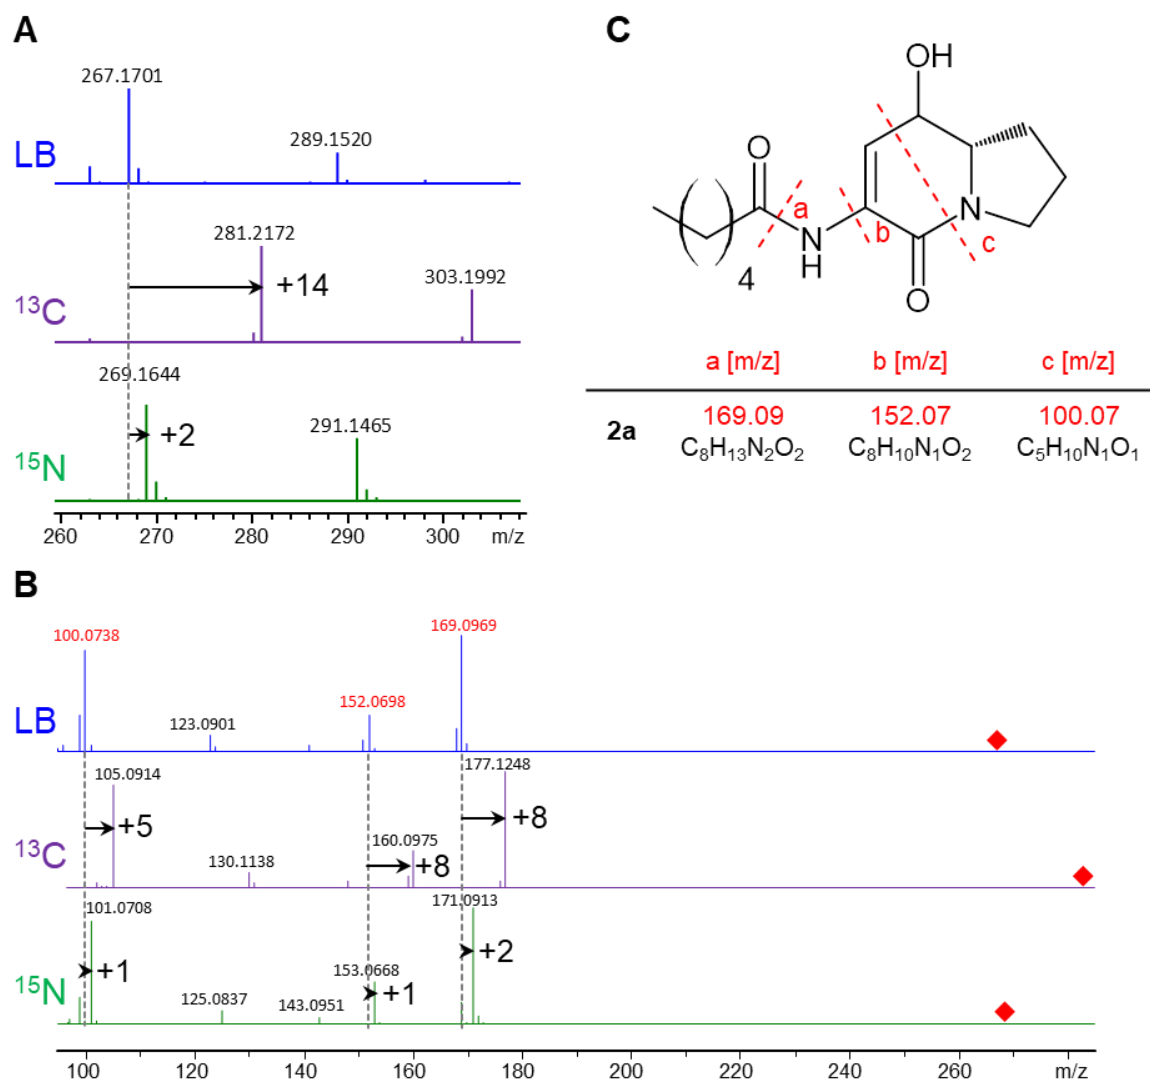 A
267.1701
LB
289.1520
281.2172
¹³C
+14
303.1992
269.1644
¹⁵N
+2
291.1465
260 270 280 290 300 m/z
C
OH
O
a
N
H
b
N
c
4
O
a [m/z] b [m/z] c [m/z]
2a
169.09 152.07 100.07
C₈H₁₃N₂O₂ C₈H₁₀N₁O₂ C₅H₁₀N₁O₁
B
100.0738
169.0969
152.0698
LB
123.0901
105.0914
177.1248
+5
+8
¹³C
160.0975
130.1138
+8
101.0708
171.0913
+2
+1
153.0668
¹⁵N
125.0837
143.0951
+1
100 120 140 160 180 200 220 240 260 m/z